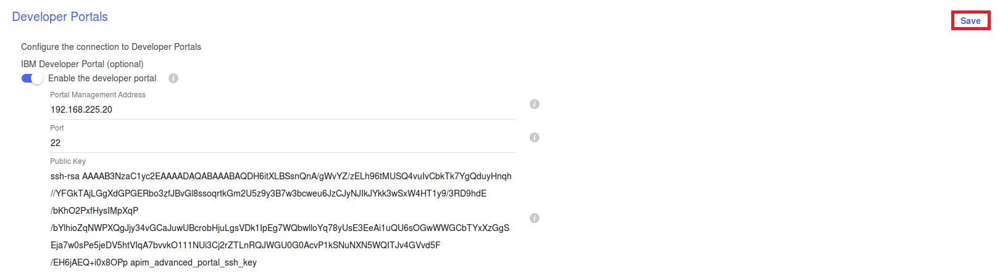 Developer Portals
Save
Configure the connection to Developer Portals
IBM Developer Portal (optional)
Enable the developer portal
Portal Management Address
192.168.225.20
Port
22
Public Key
ssh-rsa AAAAB3NzaC1yc2EAAAADAQABAAABAQDH6itXLBSsnQnA/gWvYZ/zELh96tMUSQ4vuIvCbkTk7YgQduyHnqh
//YFGkTAjLGgXdGPGERbo3zfJBvGl8ssoqrtkGm2U5z9y3B7w3bcweu6JzCJyNJIkJYkk3wSxW4HT1y9/3RD9hdE
/bKhO2PxfHysIMpXqP
/bYlhioZqNWPXQgJjy34vGCaJuwUBcrobHjuLgsVDk1IpEg7WQbwlloYq78yUsE3EeAi1uQU6sOGwWWGCbTYxXzGgS
Eja7w0sPe5jeDV5htVIqA7bvvkO111NUi3Cj2rZTLnRQJWGU0G0AcvP1kSNuNXN5WQITJv4GVvd5F
/EH6jAEQ+i0x8OPp apim_advanced_portal_ssh_key